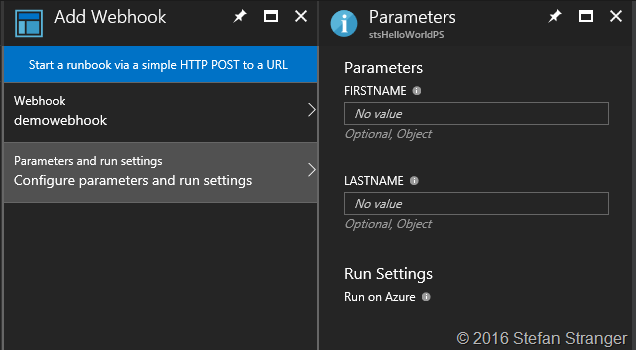 Add Webhook
Start a runbook via a simple HTTP POST to a URL
Webhook
demowebhook
Parameters and run settings
Configure parameters and run settings
Parameters
stsHelloWorldPS
Parameters
FIRSTNAME
No value
Optional, Object
LASTNAME
No value
Optional, Object
Run Settings
Run on Azure
© 2016 Stefan Stranger